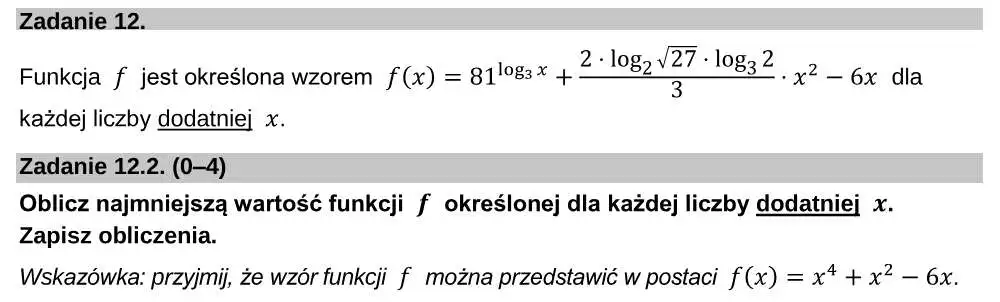 Zadanie 12.
Funkcja f jest określona wzorem f(x) = 81^{log₃ x} + \frac{2 · log₂ √27 · log₃ 2}{3} · x² − 6x dla
każdej liczby dodatniej x.
Zadanie 12.2. (0–4)
Oblicz najmniejszą wartość funkcji f określonej dla każdej liczby dodatniej x.
Zapisz obliczenia.
Wskazówka: przyjmij, że wzór funkcji f można przedstawić w postaci f(x) = x⁴ + x² − 6x.